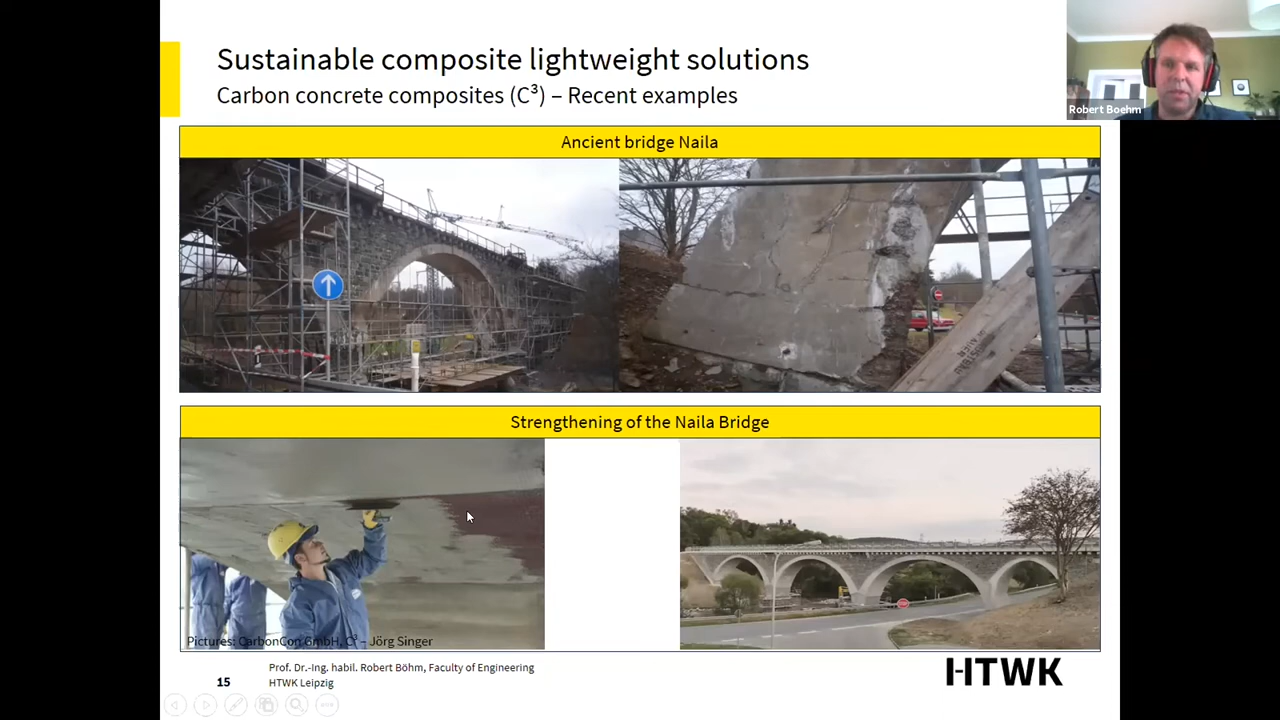 Sustainable composite lightweight solutions
Carbon concrete composites (C³) – Recent examples
Robert Boehm
Ancient bridge Naila
Strengthening of the Naila Bridge
Pictures: CarbonCon GmbH, C³ – Jörg Singer
Prof. Dr.-Ing. habil. Robert Böhm, Faculty of Engineering
15
HTWK Leipzig
HTWK